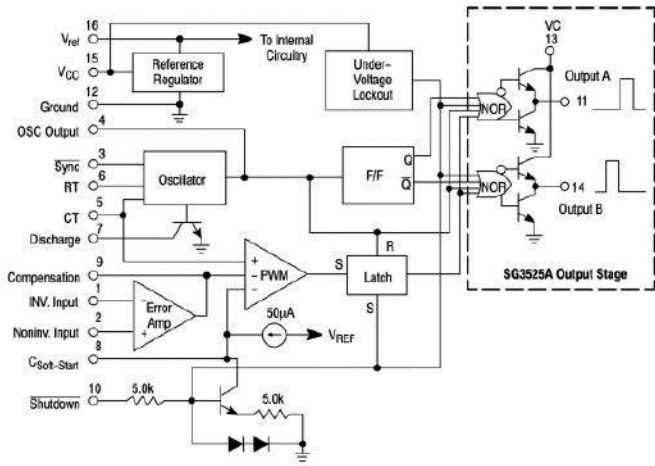 16
Vref
15
VCC
12
Ground
4
OSC Output
3
Sync
6
RT
5
CT
7
Discharge
9
Compensation
1
INV. Input
2
Noninv. Input
8
CSoft-Start
10
Shutdown
5.0k
Reference
Regulator
To Internal
Circuitry
Under-
Voltage
Lockout
Oscillator
F/F
Q
Q
+
-
-
PWM
S
R
Latch
S
-
Error
Amp
+
50µA
VREF
5.0k
VC
13
NOR
Output A
11
NOR
14
Output B
SG3525A Output Stage